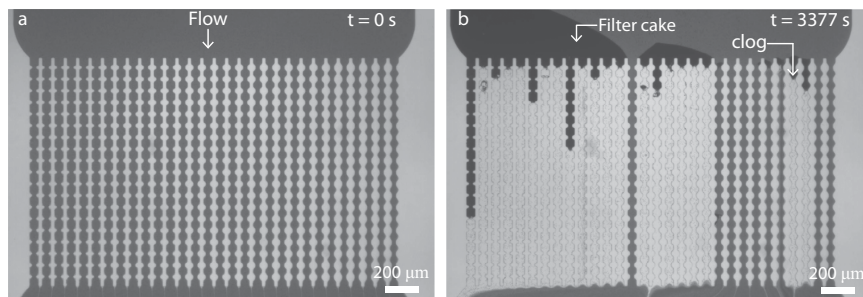 a
Flow
t = 0 s
200 μm
b
Filter cake
t = 3377 s
clog
200 μm